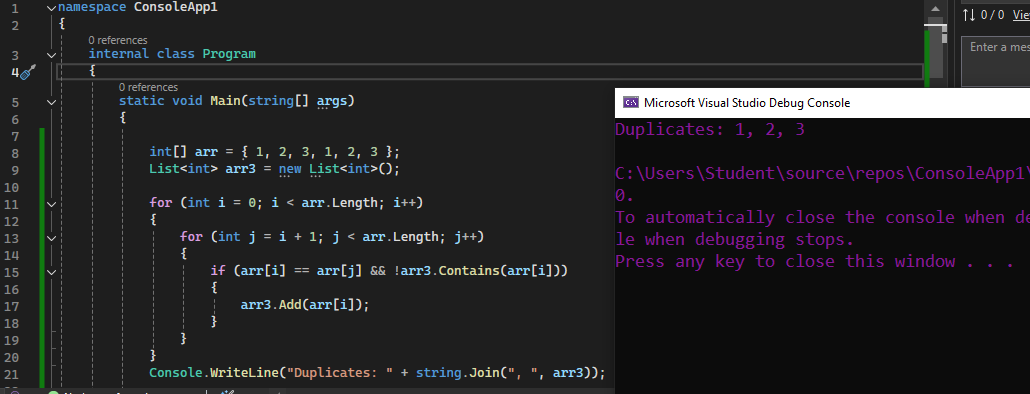 namespace ConsoleApp1
{
0 references
internal class Program
{
0 references
static void Main(string[] args)
{
int[] arr = { 1, 2, 3, 1, 2, 3 };
List<int> arr3 = new List<int>();
for (int i = 0; i < arr.Length; i++)
{
for (int j = i + 1; j < arr.Length; j++)
{
if (arr[i] == arr[j] && !arr3.Contains(arr[i]))
{
arr3.Add(arr[i]);
}
}
}
Console.WriteLine("Duplicates: " + string.Join(", ", arr3));
1
2
3
4
5
6
7
8
9
10
11
12
13
14
15
16
17
18
19
20
21
0 / 0 Vie
Enter a mes
Microsoft Visual Studio Debug Console
Duplicates: 1, 2, 3
C:\Users\Student\source\repos\ConsoleApp1\
0.
To automatically close the console when de
le when debugging stops.
Press any key to close this window . . .